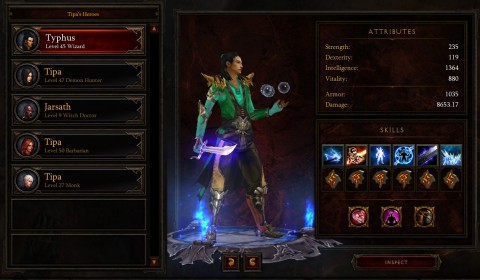 Tipa's Heroes
Typhus
Level 45 Wizard
Tipa
Level 47 Demon Hunter
Jarsath
Level 9 Witch Doctor
Tipa
Level 50 Barbarian
Tipa
Level 37 Monk
ATTRIBUTES
Strength: 235
Dexterity: 119
Intelligence: 1364
Vitality: 880
Armor: 1035
Damage: 8653.17
SKILLS
INSPECT